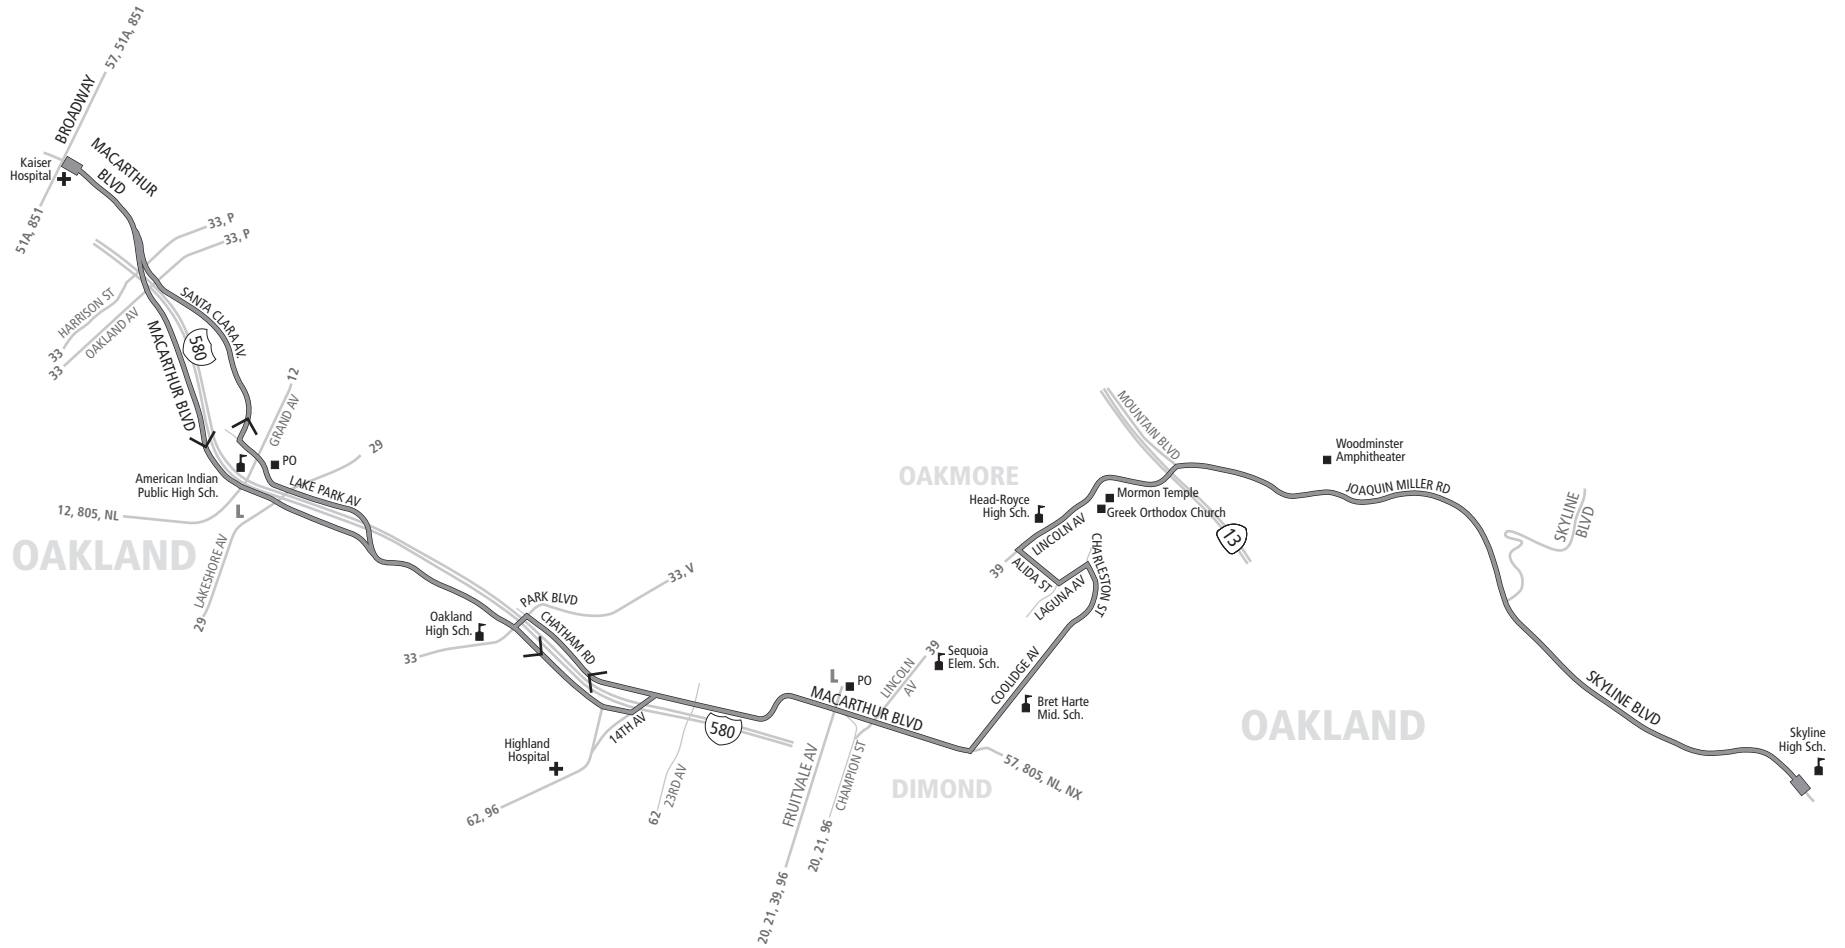 57, 51A, 851
BROADWAY
MACARTHUR
BLVD
Kaiser
Hospital
51A, 851
33, P
33, P
HARRISON ST
33
OAKLAND AV
33
SANTA CLARA AV.
MACARTHUR BLVD
580
12
GRAND AV
29
PO
American Indian
Public High Sch.
LAKE PARK AV
12, 805, NL
L
OAKLAND
LAKESHORE AV
29
33, V
PARK BLVD
Oakland
High Sch.
CHATHAM RD
33
14TH AV
Highland
Hospital
62, 96
62
23RD AV
580
L
PO
MACARTHUR BLVD
LINCOLN
AV
39
Sequoia
Elem. Sch.
FRUITVALE AV
20, 21, 39, 96
CHAMPION ST
20, 21, 96
DIMOND
57, 805, NL, NX
COOLIDGE AV
Bret Harte
Mid. Sch.
OAKMORE
Head-Royce
High Sch.
LINCOLN AV
39
ALIDA ST
LAGUNA AV
CHARLESTON ST
Mormon Temple
Greek Orthodox Church
MOUNTAIN BLVD
13
Woodminster
Amphitheater
JOAQUIN MILLER RD
SKYLINE
BLVD
OAKLAND
SKYLINE BLVD
Skyline
High Sch.